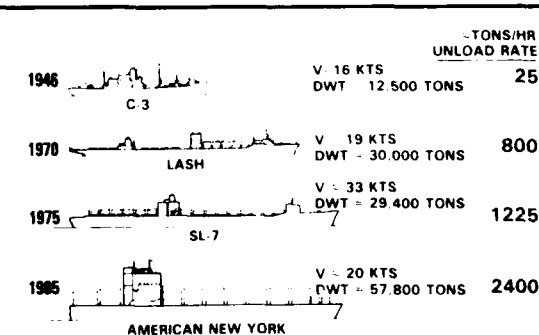 ~TONS/HR
UNLOAD RATE
1946
V = 16 KTS
DWT = 12.500 TONS
25
C-3
1970
V = 19 KTS
DWT = 30.000 TONS
800
LASH
1975
V = 33 KTS
DWT = 29.400 TONS
1225
SL-7
1985
V = 20 KTS
DWT = 57.800 TONS
2400
AMERICAN NEW YORK